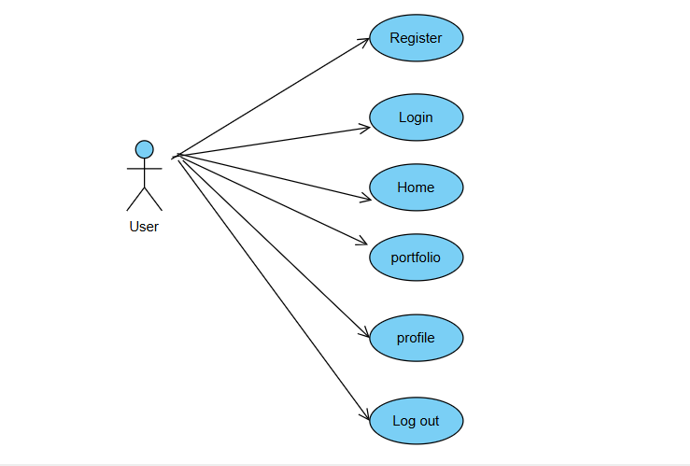 Register
Login
Home
User
portfolio
profile
Log out